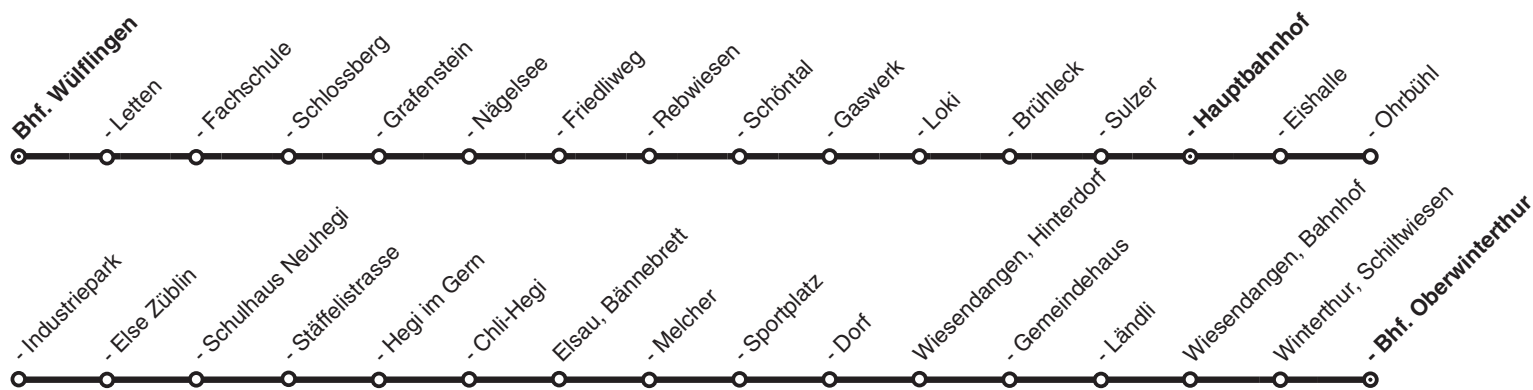 Bhf. Wülflingen
- Letten
- Fachschule
- Schlossberg
- Grafenstein
- Nägelsee
- Friedliweg
- Rebwiesen
- Schöntal
- Gaswerk
- Loki
- Brühleck
- Sulzer
- Hauptbahnhof
- Eishalle
- Ohrbühl
- Industriepark
- Else Züblin
- Schulhaus Neuhegi
- Stäffelistrasse
- Hegi im Gern
- Chli-Hegi
Elsau, Bännebrett
- Melcher
- Sportplatz
- Dorf
Wiesendangen, Hinterdorf
- Gemeindehaus
- Ländli
Wiesendangen, Bahnhof
Winterthur, Schiltwiesen
- Bhf. Oberwinterthur